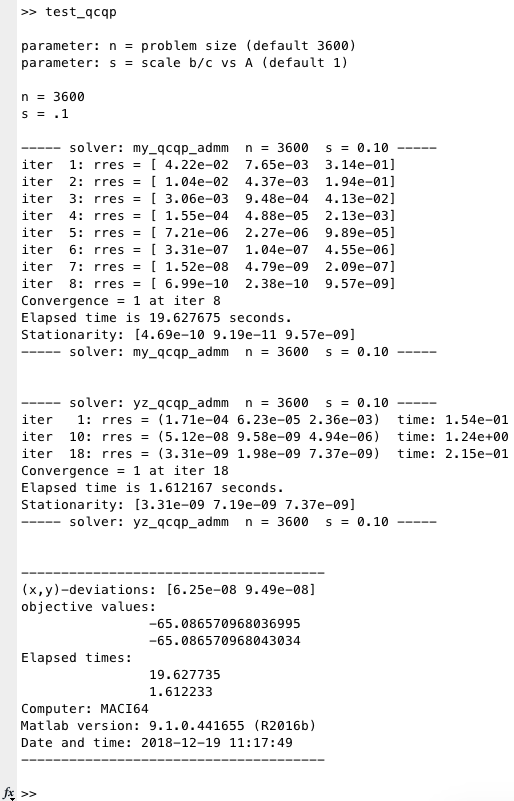 >> test_qcqp
parameter: n = problem size (default 3600)
parameter: s = scale b/c vs A (default 1)
n = 3600
s = .1
----- solver: my_qcqp_admm  n = 3600  s = 0.10 -----
iter  1: rres = [ 4.22e-02  7.65e-03  3.14e-01]
iter  2: rres = [ 1.04e-02  4.37e-03  1.94e-01]
iter  3: rres = [ 3.06e-03  9.48e-04  4.13e-02]
iter  4: rres = [ 1.55e-04  4.88e-05  2.13e-03]
iter  5: rres = [ 7.21e-06  2.27e-06  9.89e-05]
iter  6: rres = [ 3.31e-07  1.04e-07  4.55e-06]
iter  7: rres = [ 1.52e-08  4.79e-09  2.09e-07]
iter  8: rres = [ 6.99e-10  2.38e-10  9.57e-09]
Convergence = 1 at iter 8
Elapsed time is 19.627675 seconds.
Stationarity: [4.69e-10 9.19e-11 9.57e-09]
----- solver: my_qcqp_admm  n = 3600  s = 0.10 -----
----- solver: yz_qcqp_admm  n = 3600  s = 0.10 -----
iter   1: rres = (1.71e-04 6.23e-05 2.36e-03)  time: 1.54e-01
iter  10: rres = (5.12e-08 9.58e-09 4.94e-06)  time: 1.24e+00
iter  18: rres = (3.31e-09 1.98e-09 7.37e-09)  time: 2.15e-01
Convergence = 1 at iter 18
Elapsed time is 1.612167 seconds.
Stationarity: [3.31e-09 7.19e-09 7.37e-09]
----- solver: yz_qcqp_admm  n = 3600  s = 0.10 -----
--------------------------------------
(x,y)-deviations: [6.25e-08 9.49e-08]
objective values:
-65.086570968036995
-65.086570968043034
Elapsed times:
19.627735
1.612233
Computer: MACI64
Matlab version: 9.1.0.441655 (R2016b)
Date and time: 2018-12-19 11:17:49
--------------------------------------
fx >>